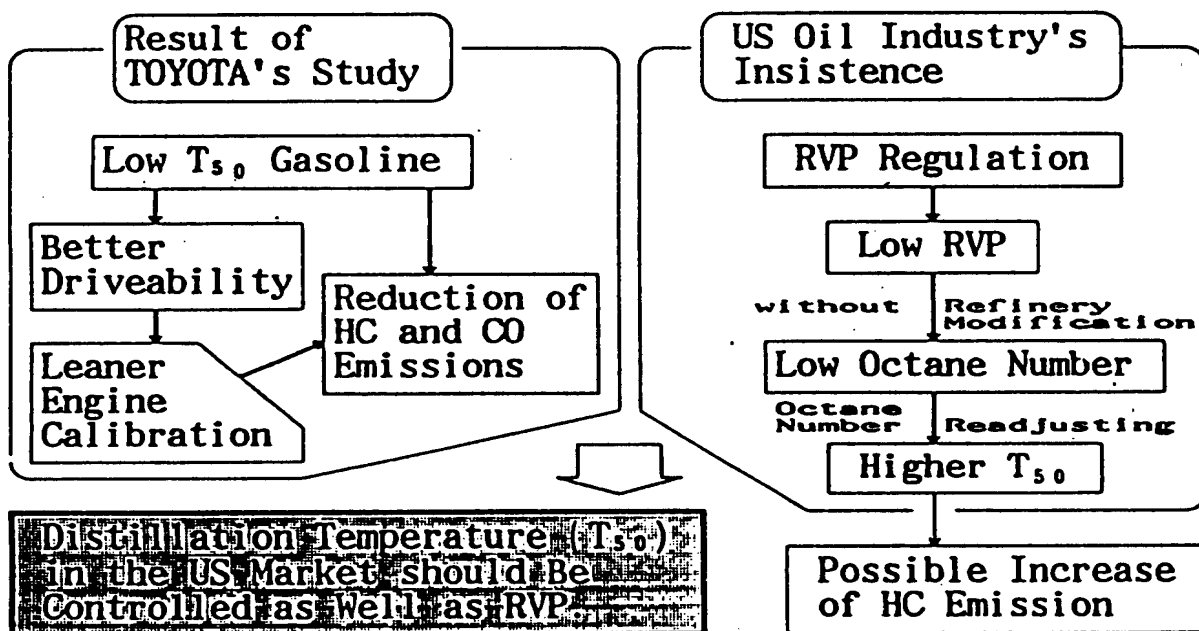 Result of
TOYOTA's Study
Low T₅₀ Gasoline
Better
Driveability
Leaner
Engine
Calibration
Reduction of
HC and CO
Emissions
US Oil Industry's
Insistence
RVP Regulation
Low RVP
without Refinery
Modification
Low Octane Number
Octane
Number Readjusting
Higher T₅₀
Possible Increase
of HC Emission
Distillation Temperature (T₅₀)
in the US Market should Be
Controlled as Well as RVP.